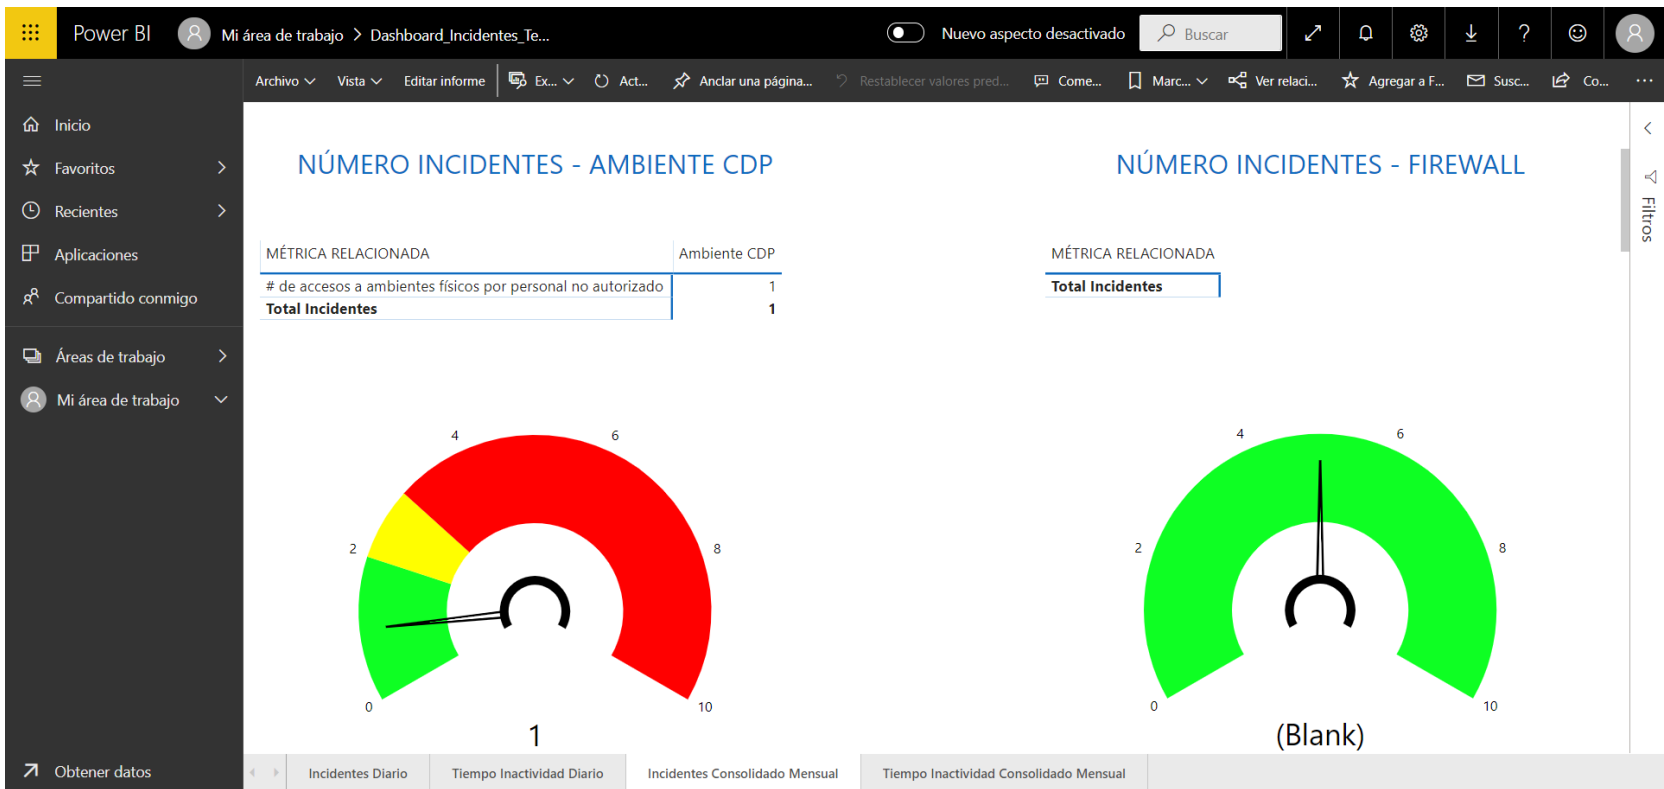 Power BI
Mi área de trabajo > Dashboard_Incidentes_Te...
Nuevo aspecto desactivado
Buscar
Archivo
Vista
Editar informe
Ex...
Act...
Anclar una página...
Restablecer valores pred...
Come...
Marc...
Ver relaci...
Agregar a F...
Susc...
Co...
Inicio
Favoritos
Recientes
Aplicaciones
Compartido conmigo
Áreas de trabajo
Mi área de trabajo
Obtener datos
NÚMERO INCIDENTES - AMBIENTE CDP
MÉTRICA RELACIONADA Ambiente CDP
# de accesos a ambientes físicos por personal no autorizado 1
Total Incidentes 1
0
2
4
6
8
10
1
NÚMERO INCIDENTES - FIREWALL
MÉTRICA RELACIONADA
Total Incidentes
0
2
4
6
8
10
(Blank)
Filtros
Incidentes Diario
Tiempo Inactividad Diario
Incidentes Consolidado Mensual
Tiempo Inactividad Consolidado Mensual